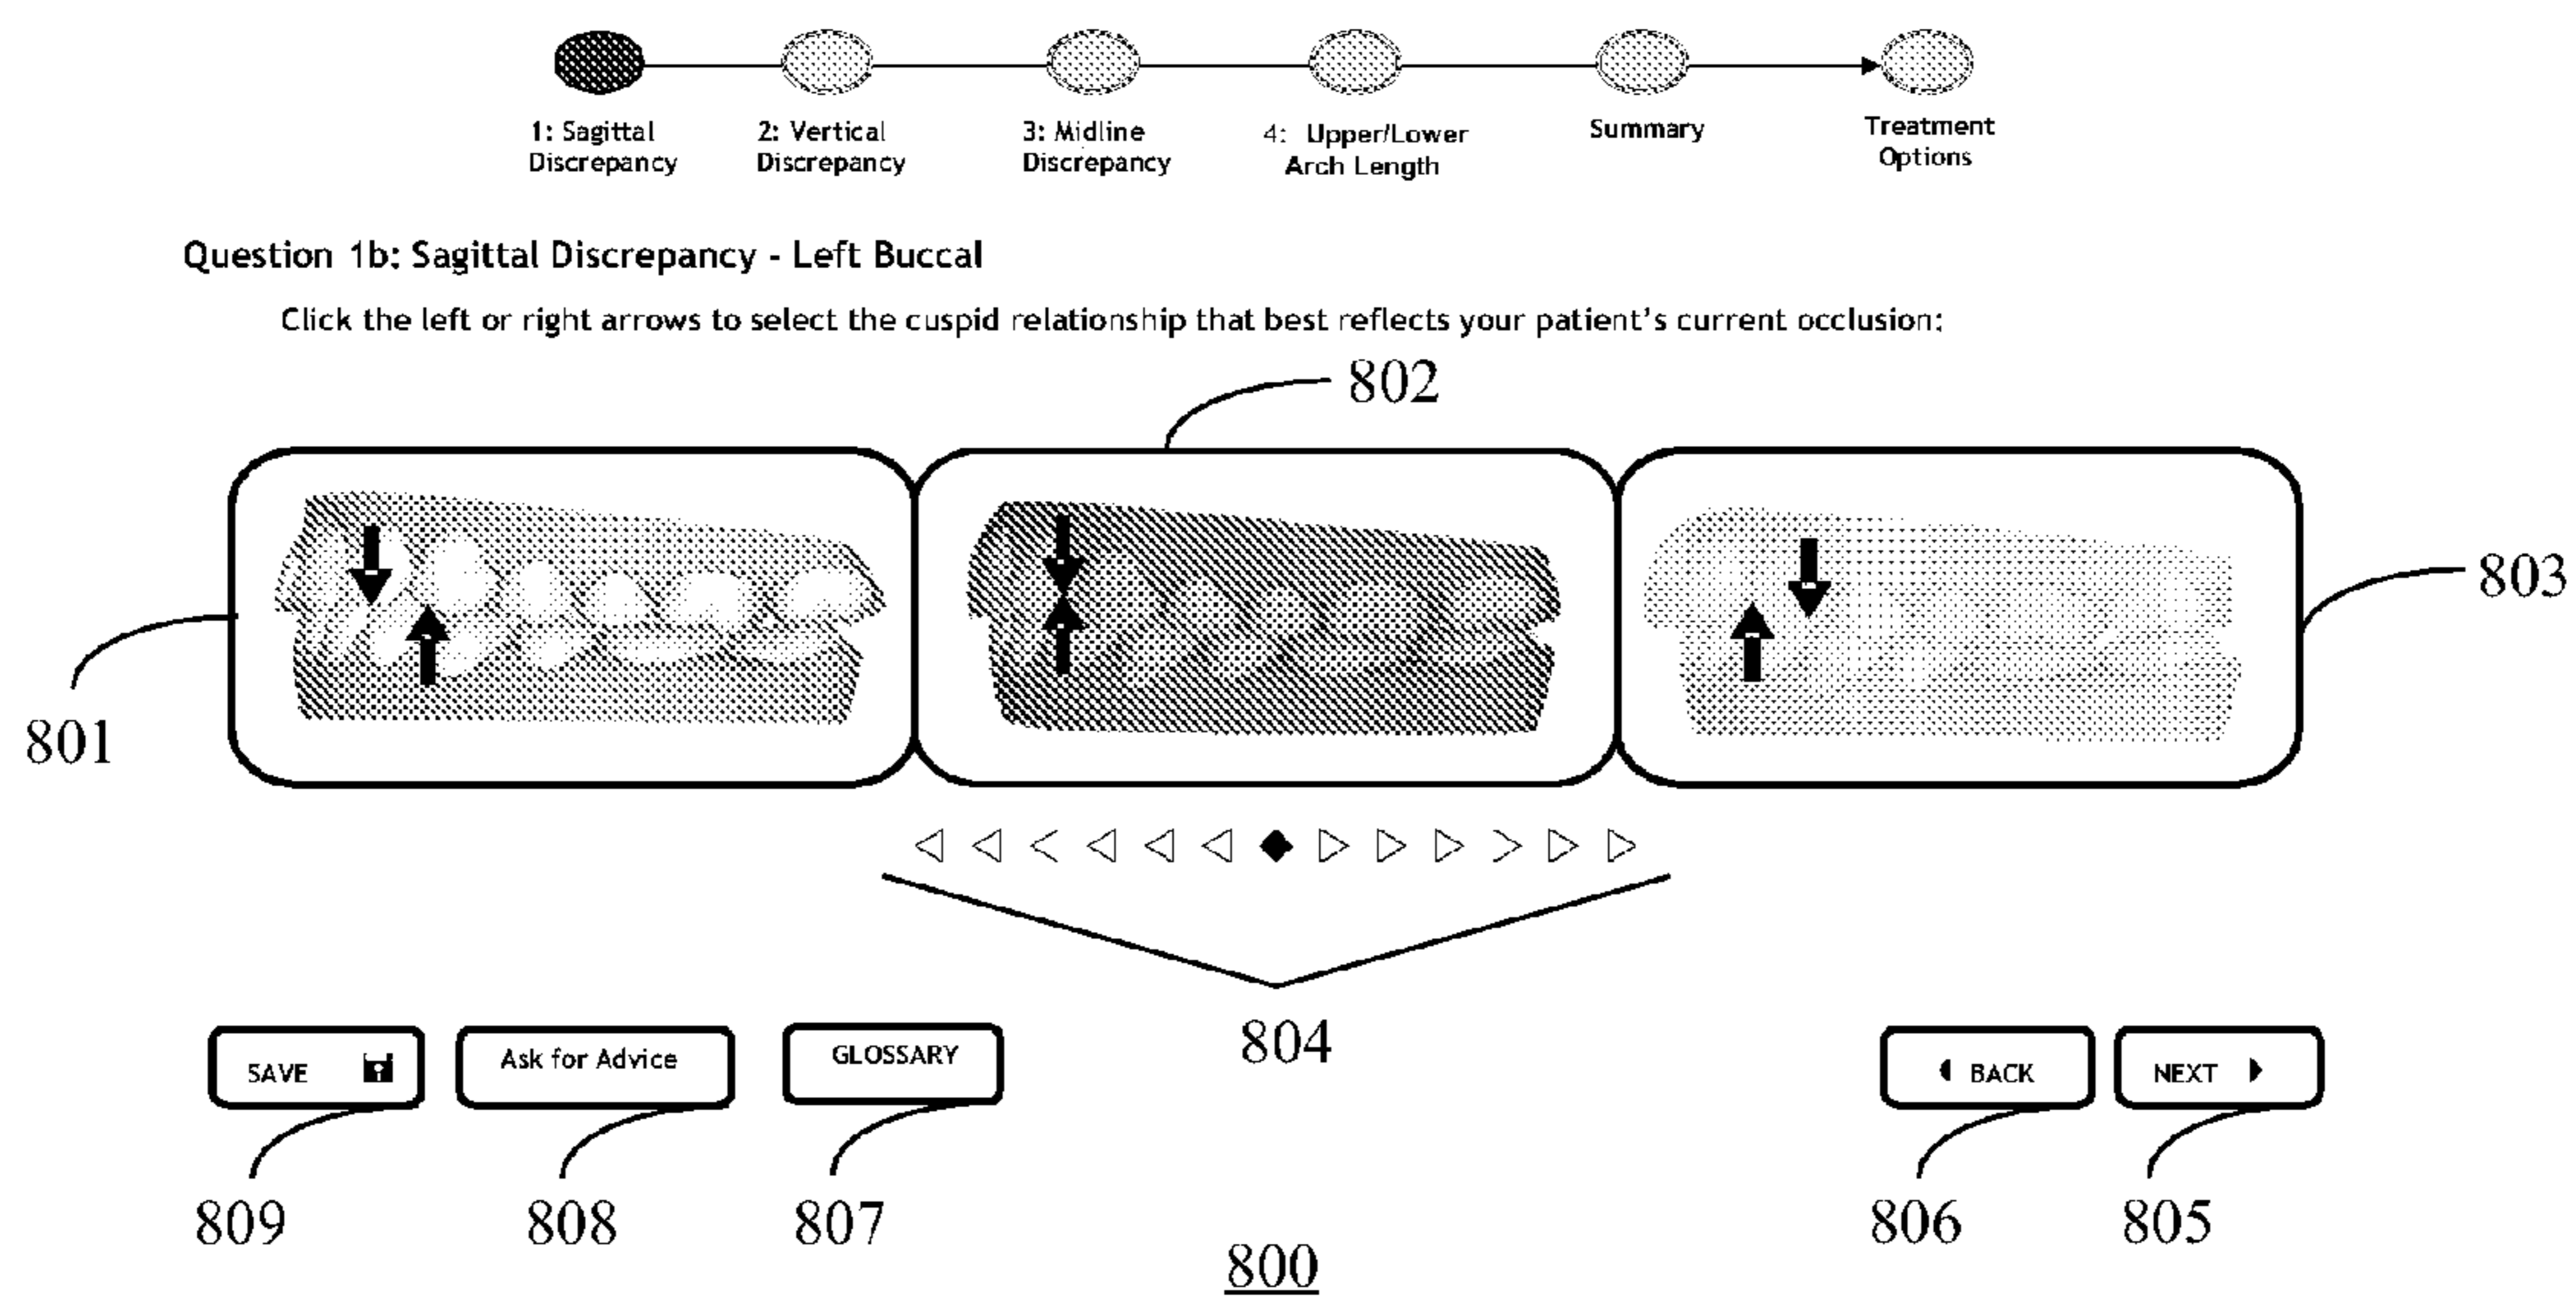 1: Sagittal
Discrepancy
2: Vertical
Discrepancy
3: Midline
Discrepancy
4: Upper/Lower
Arch Length
Summary
Treatment
Options
Question 1b: Sagittal Discrepancy - Left Buccal
Click the left or right arrows to select the cuspid relationship that best reflects your patient's current occlusion:
802
803
801
804
SAVE
Ask for Advice
GLOSSARY
BACK
NEXT
809
808
807
806
805
800